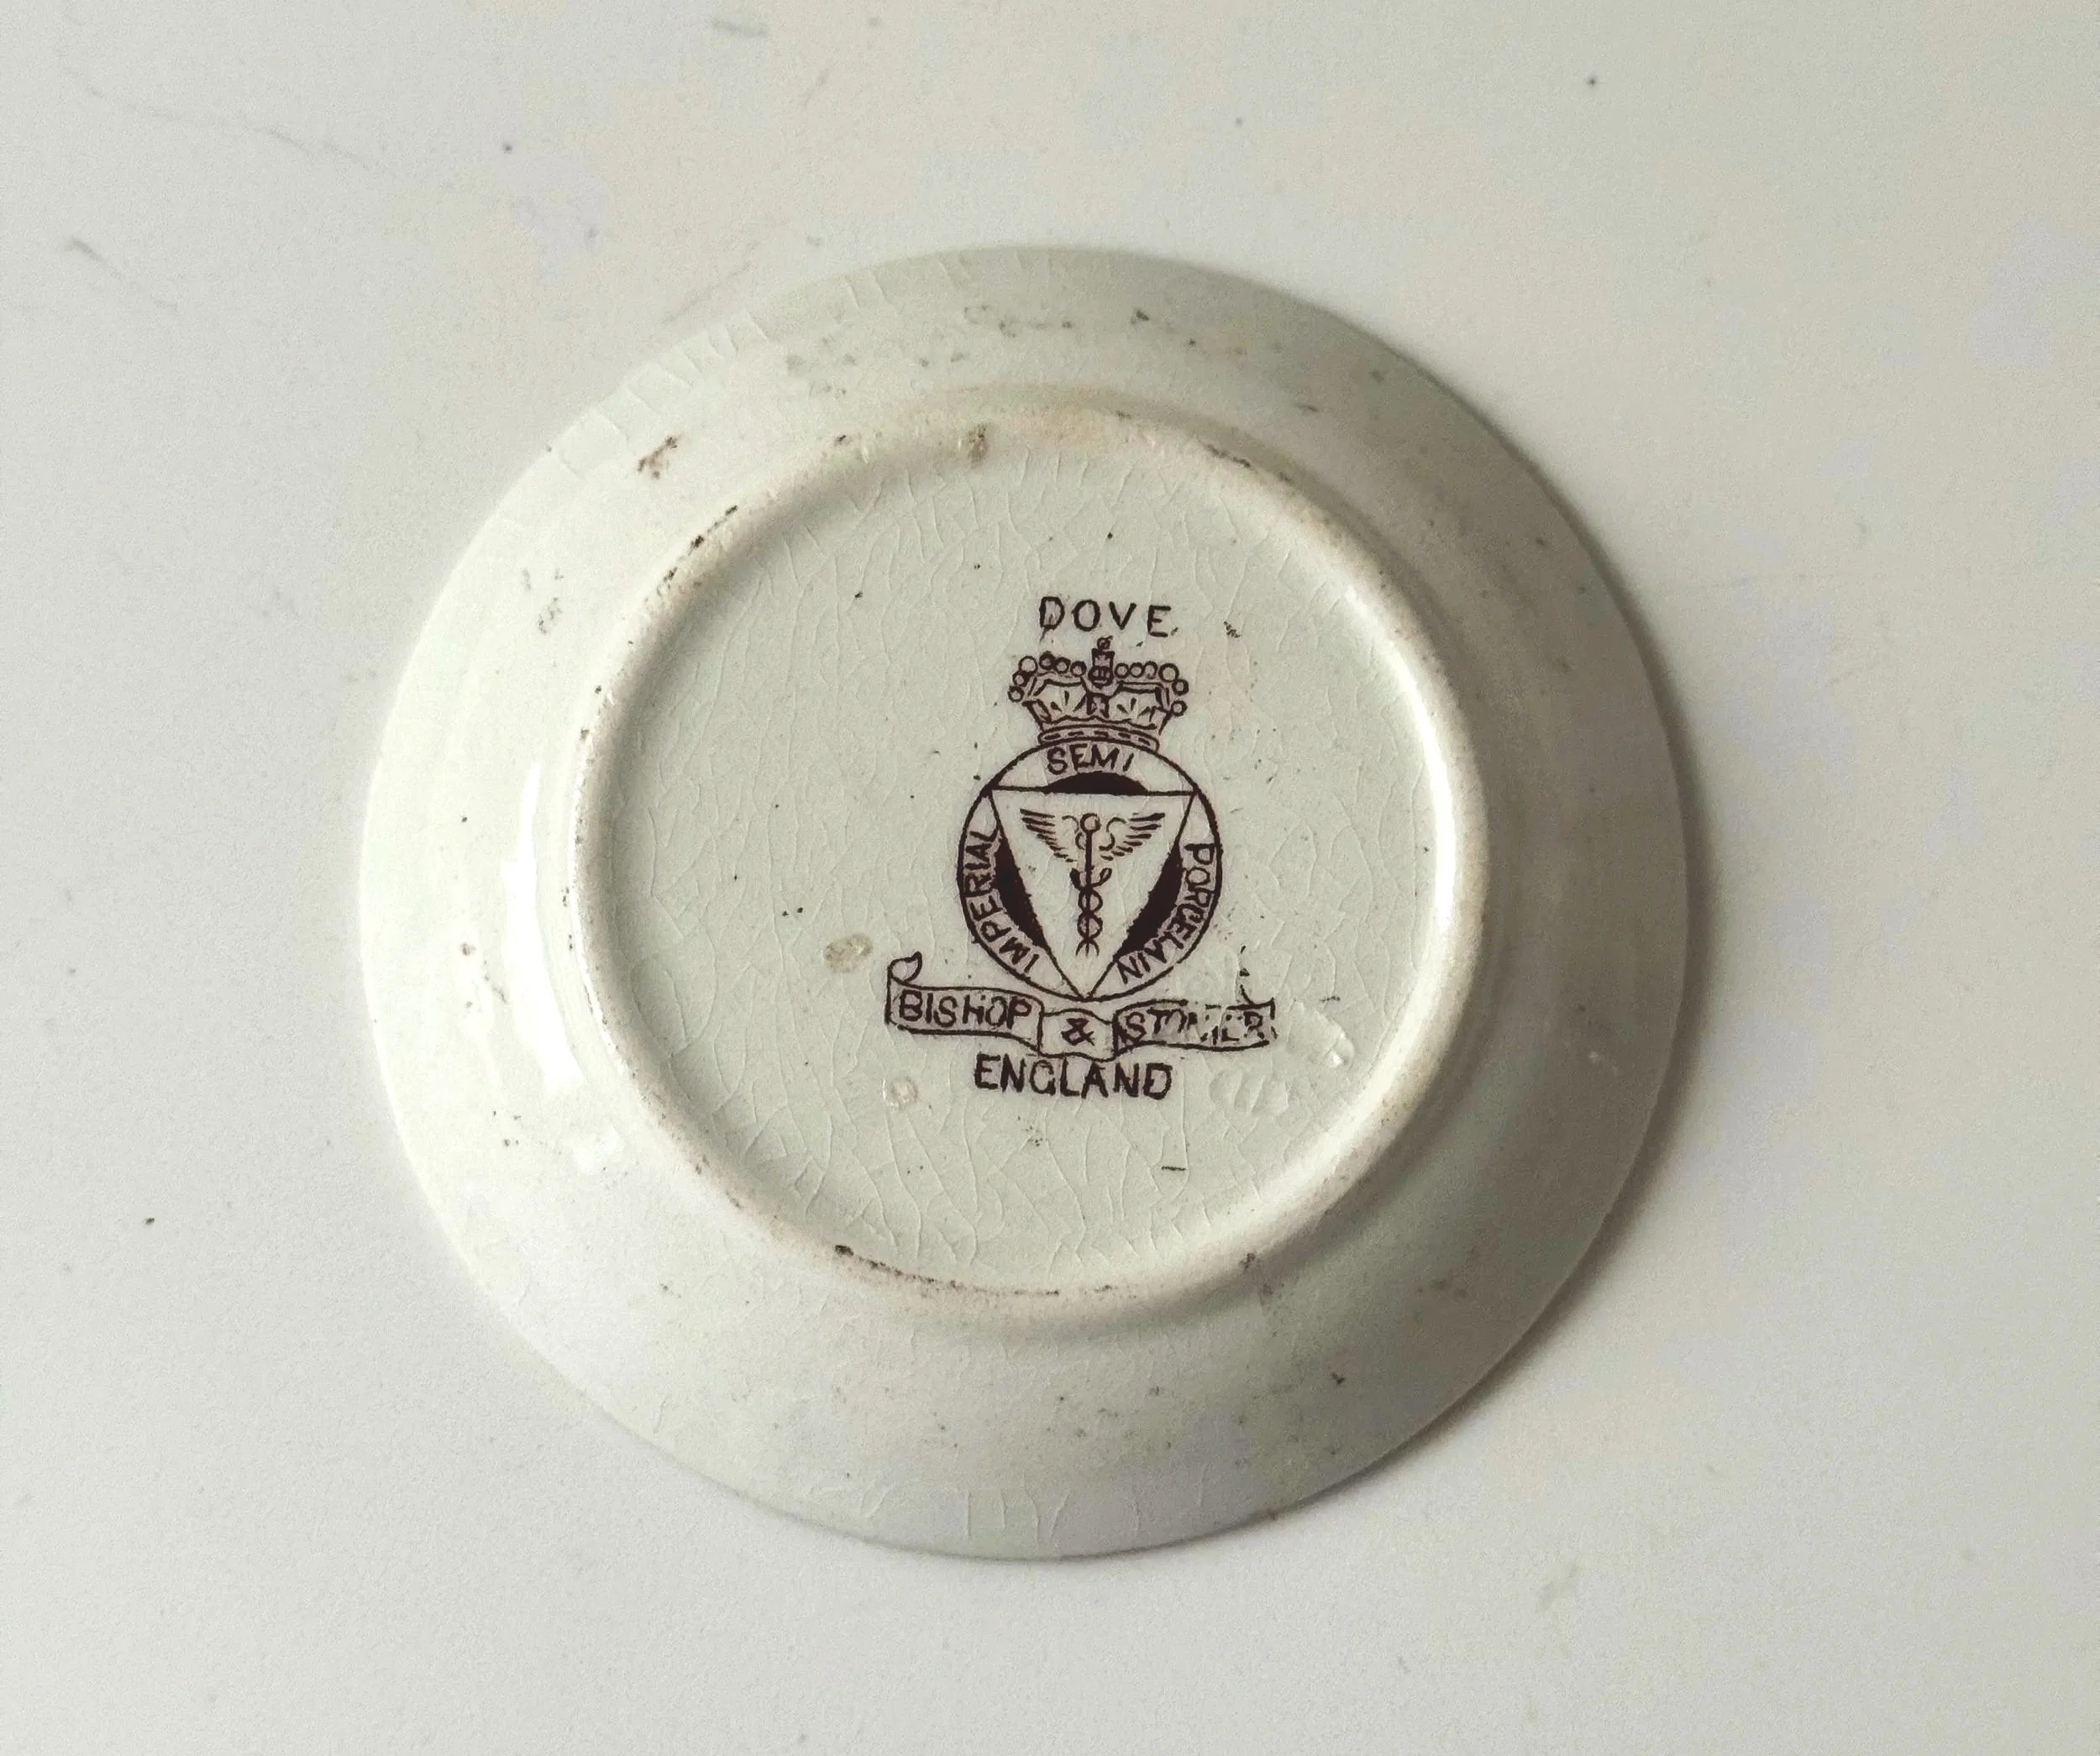 DOVE
SEMI
IMPERIAL
PORCELAIN
BISHOP & STONIER
ENGLAND